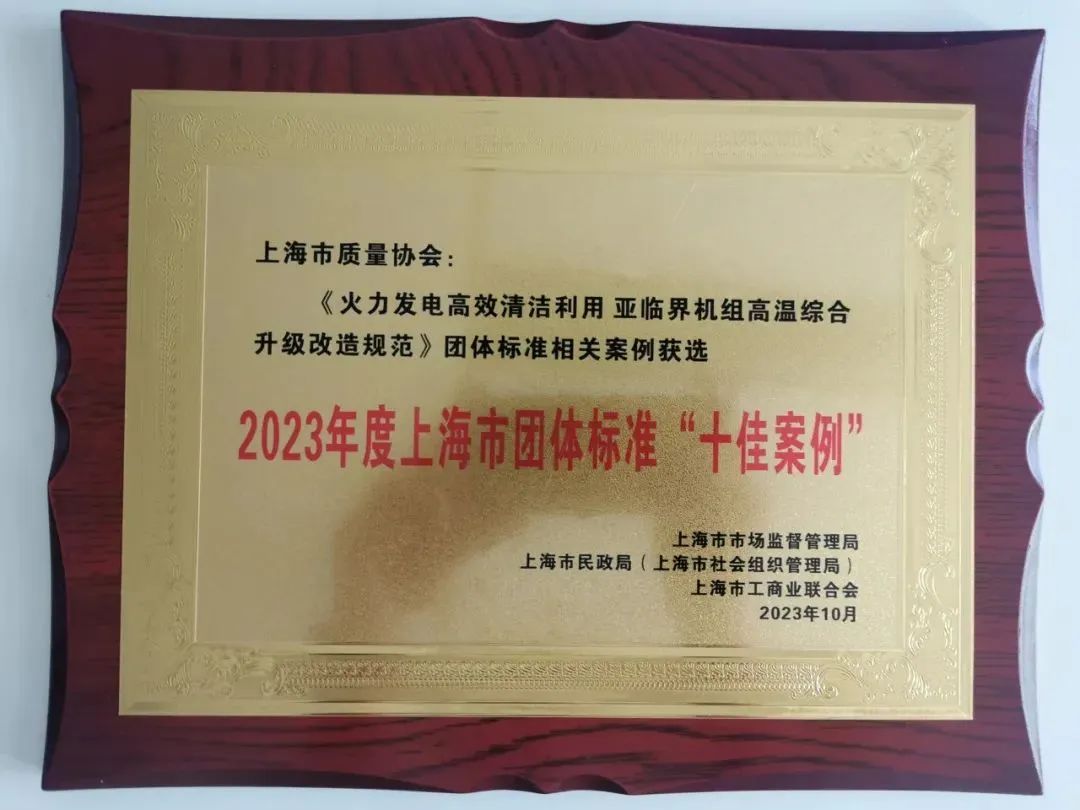 上海市质量协会：
《火力发电高效清洁利用 亚临界机组高温综合
升级改造规范》团体标准相关案例获选
2023年度上海市团体标准“十佳案例”
上海市市场监督管理局
上海市民政局（上海市社会组织管理局）
上海市工商业联合会
2023年10月